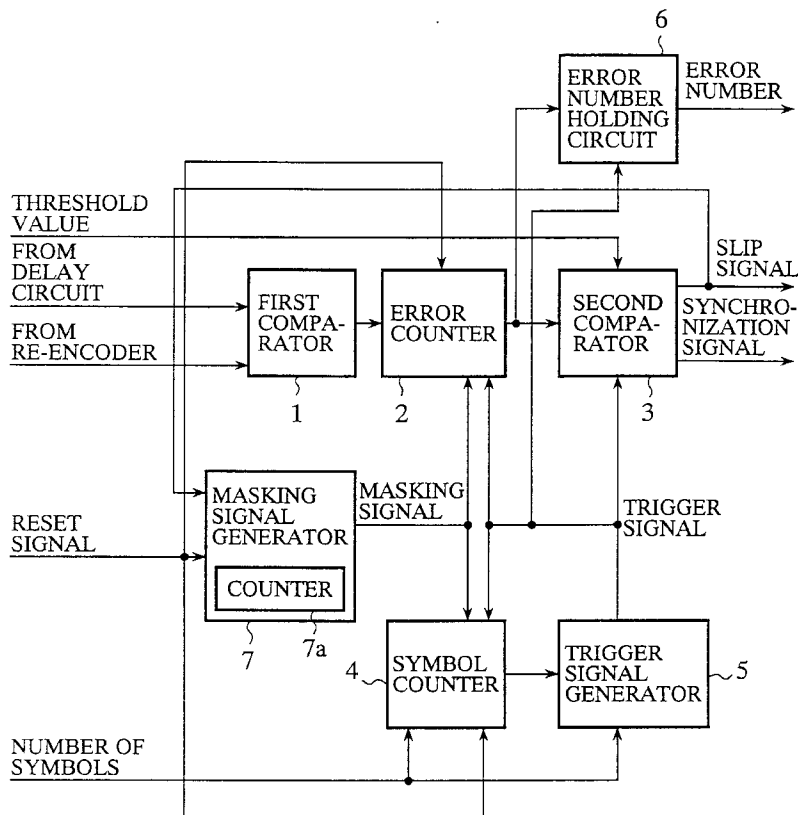 6
ERROR
NUMBER
HOLDING
CIRCUIT
ERROR
NUMBER
THRESHOLD
VALUE
FROM
DELAY
CIRCUIT
FROM
RE-ENCODER
FIRST
COMPA-
RATOR
1
ERROR
COUNTER
2
SECOND
COMPA-
RATOR
3
SLIP
SIGNAL
SYNCHRO-
NIZATION
SIGNAL
RESET
SIGNAL
MASKING
SIGNAL
GENERATOR
COUNTER
7
7a
MASKING
SIGNAL
TRIGGER
SIGNAL
4
SYMBOL
COUNTER
TRIGGER
SIGNAL
GENERATOR
5
NUMBER OF
SYMBOLS